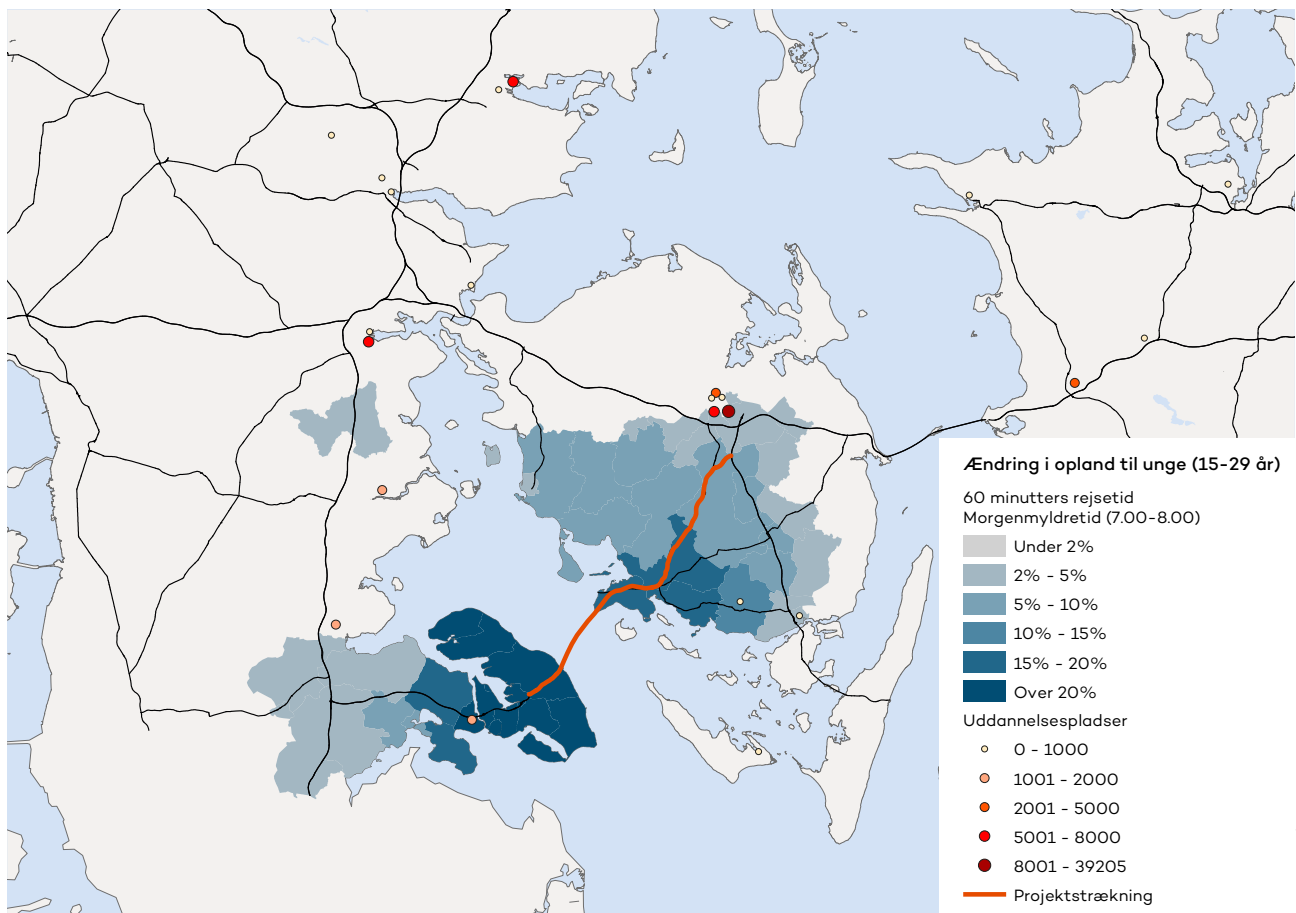 Ændring i opland til unge (15-29 år)
60 minutters rejsetid
Morgenmyldretid (7.00-8.00)
Under 2%
2% - 5%
5% - 10%
10% - 15%
15% - 20%
Over 20%
Uddannelsespladser
0 - 1000
1001 - 2000
2001 - 5000
5001 - 8000
8001 - 39205
Projektstrækning